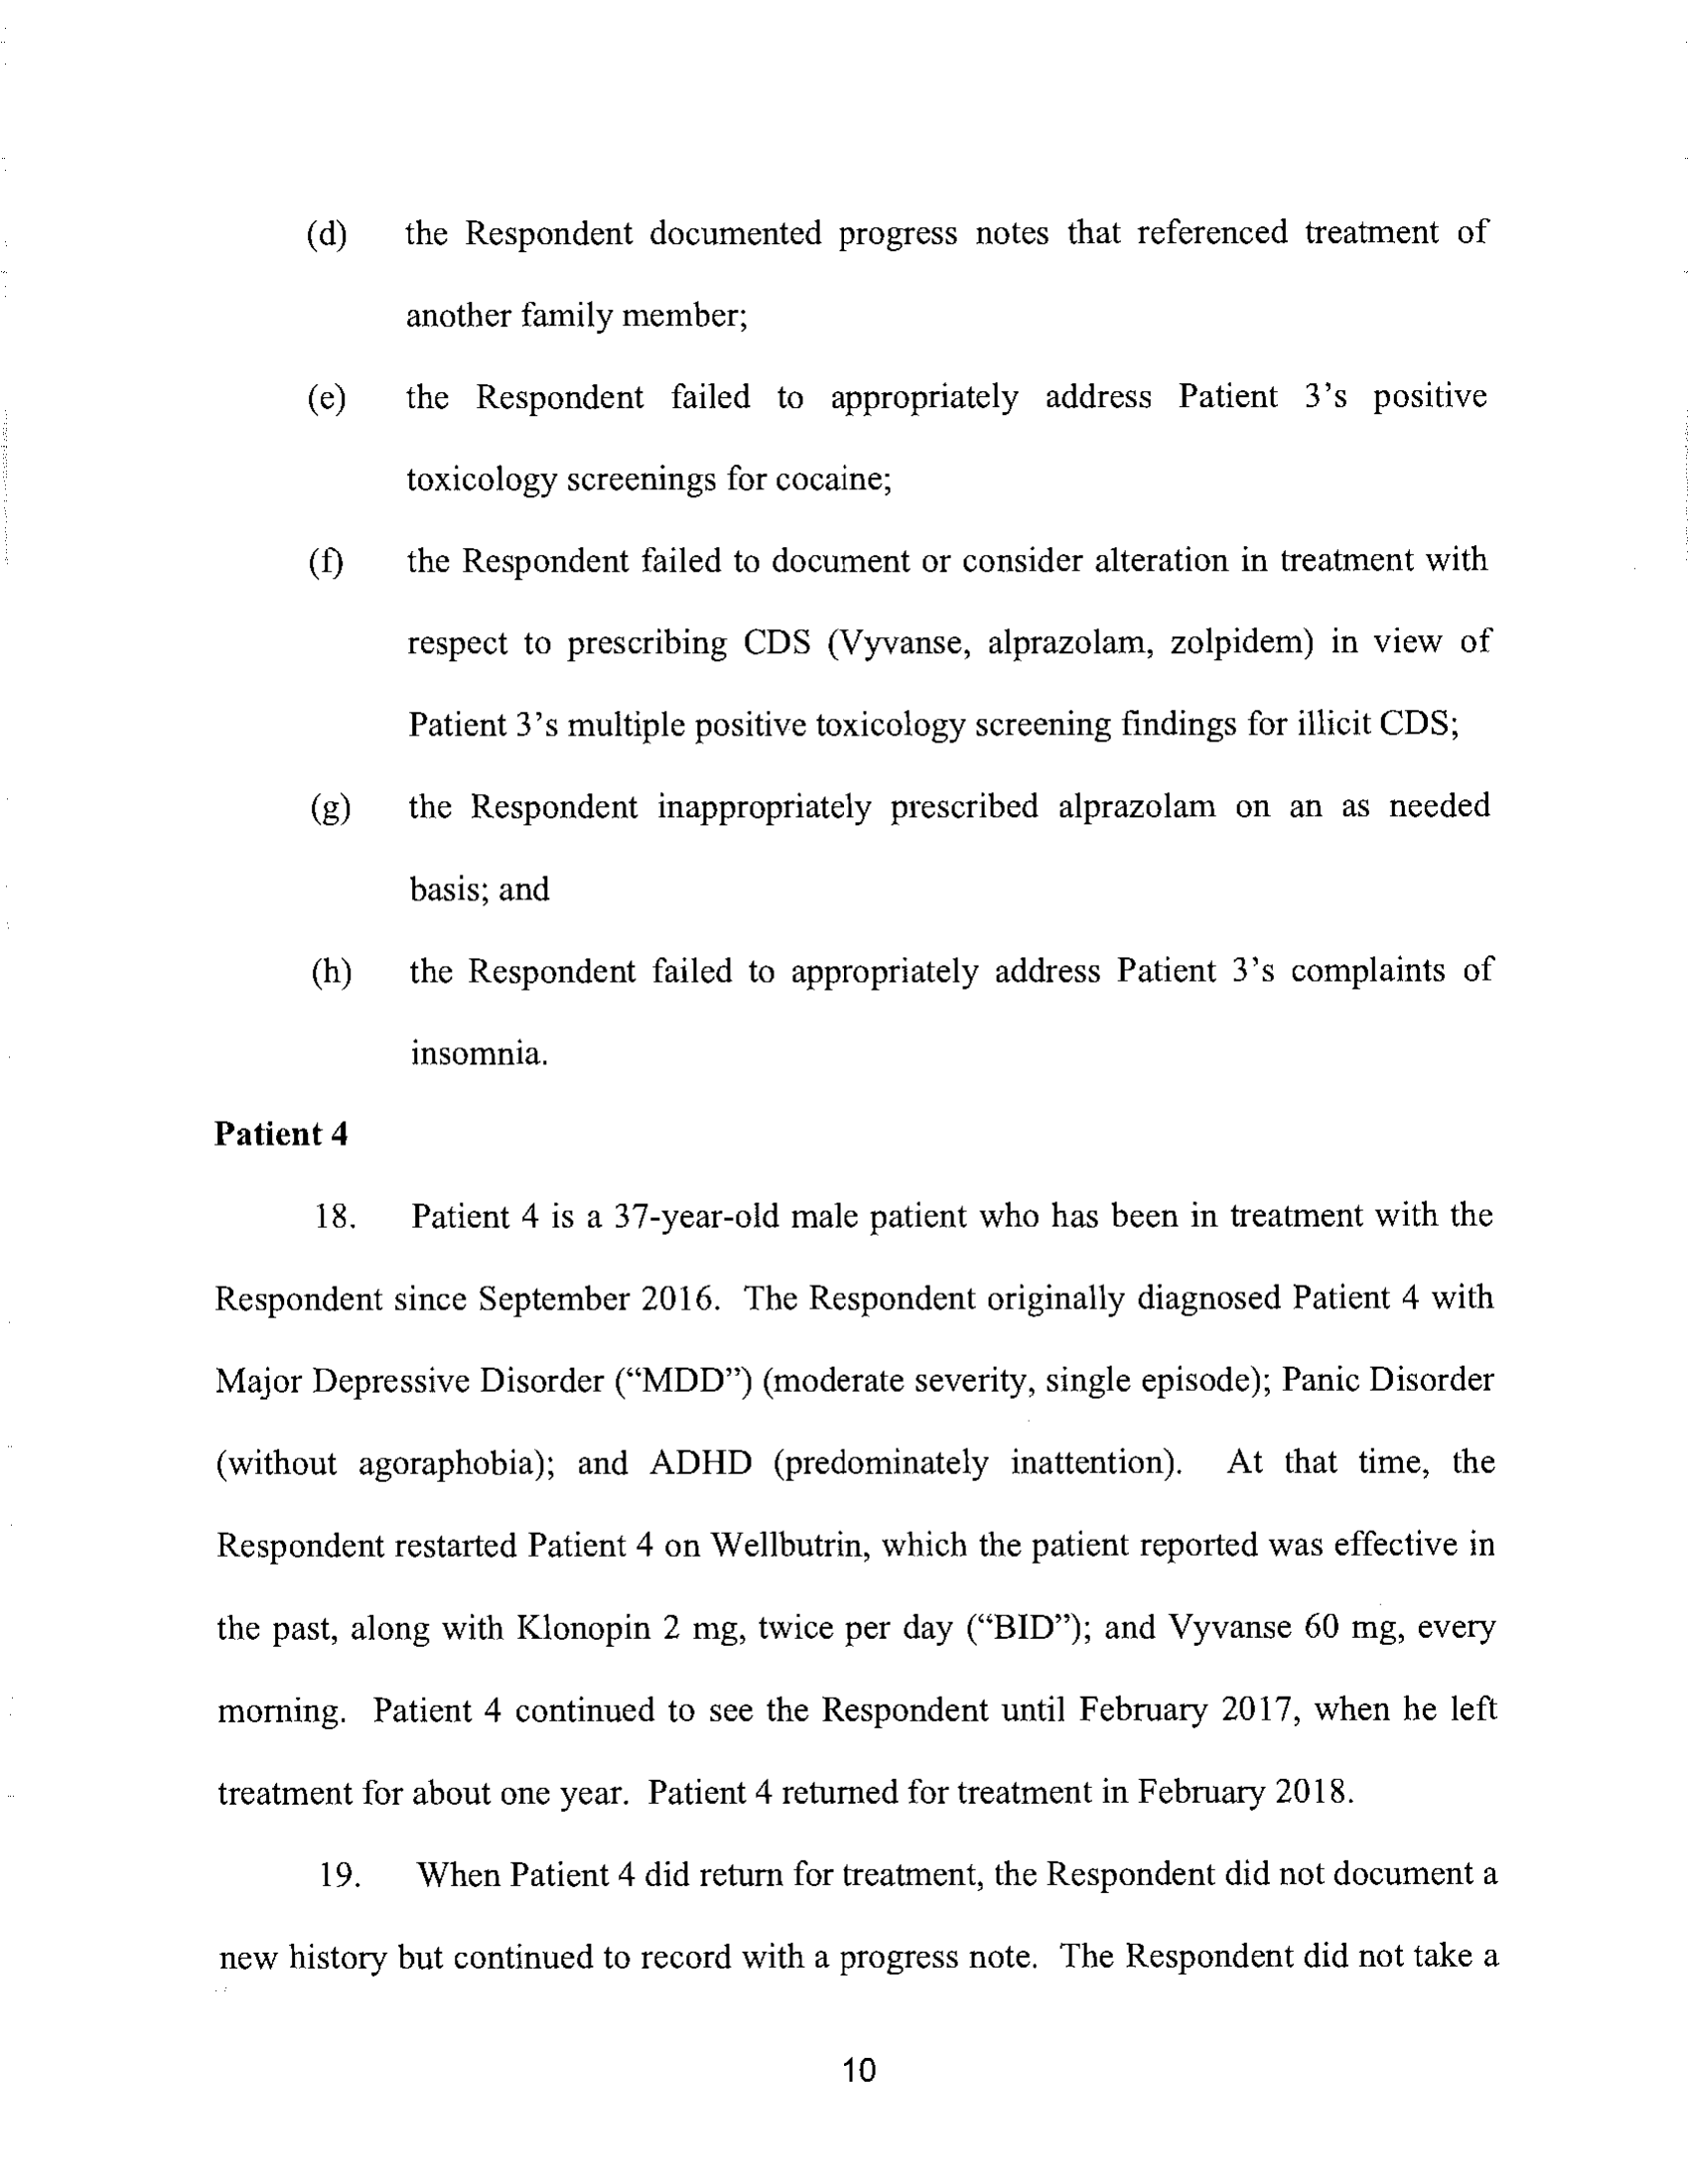 (d) the Respondent documented progress notes that referenced treatment of
another family member;
(e) the Respondent failed to appropriately address Patient 3's positive
toxicology screenings for cocaine;
(f) the Respondent failed to document or consider alteration in treatment with
respect to prescribing CDS (Vyvanse, alprazolam, zolpidem) in view of
Patient 3's multiple positive toxicology screening findings for illicit CDS;
(g) the Respondent inappropriately prescribed alprazolam on an as needed
basis; and
(h) the Respondent failed to appropriately address Patient 3's complaints of
insomnia.
Patient 4
18. Patient 4 is a 37-year-old male patient who has been in treatment with the
Respondent since September 2016. The Respondent originally diagnosed Patient 4 with
Major Depressive Disorder (“MDD”) (moderate severity, single episode); Panic Disorder
(without agoraphobia); and ADHD (predominately inattention). At that time, the
Respondent restarted Patient 4 on Wellbutrin, which the patient reported was effective in
the past, along with Klonopin 2 mg, twice per day (“BID”); and Vyvanse 60 mg, every
morning. Patient 4 continued to see the Respondent until February 2017, when he left
treatment for about one year. Patient 4 returned for treatment in February 2018.
19. When Patient 4 did return for treatment, the Respondent did not document a
new history but continued to record with a progress note. The Respondent did not take a
10